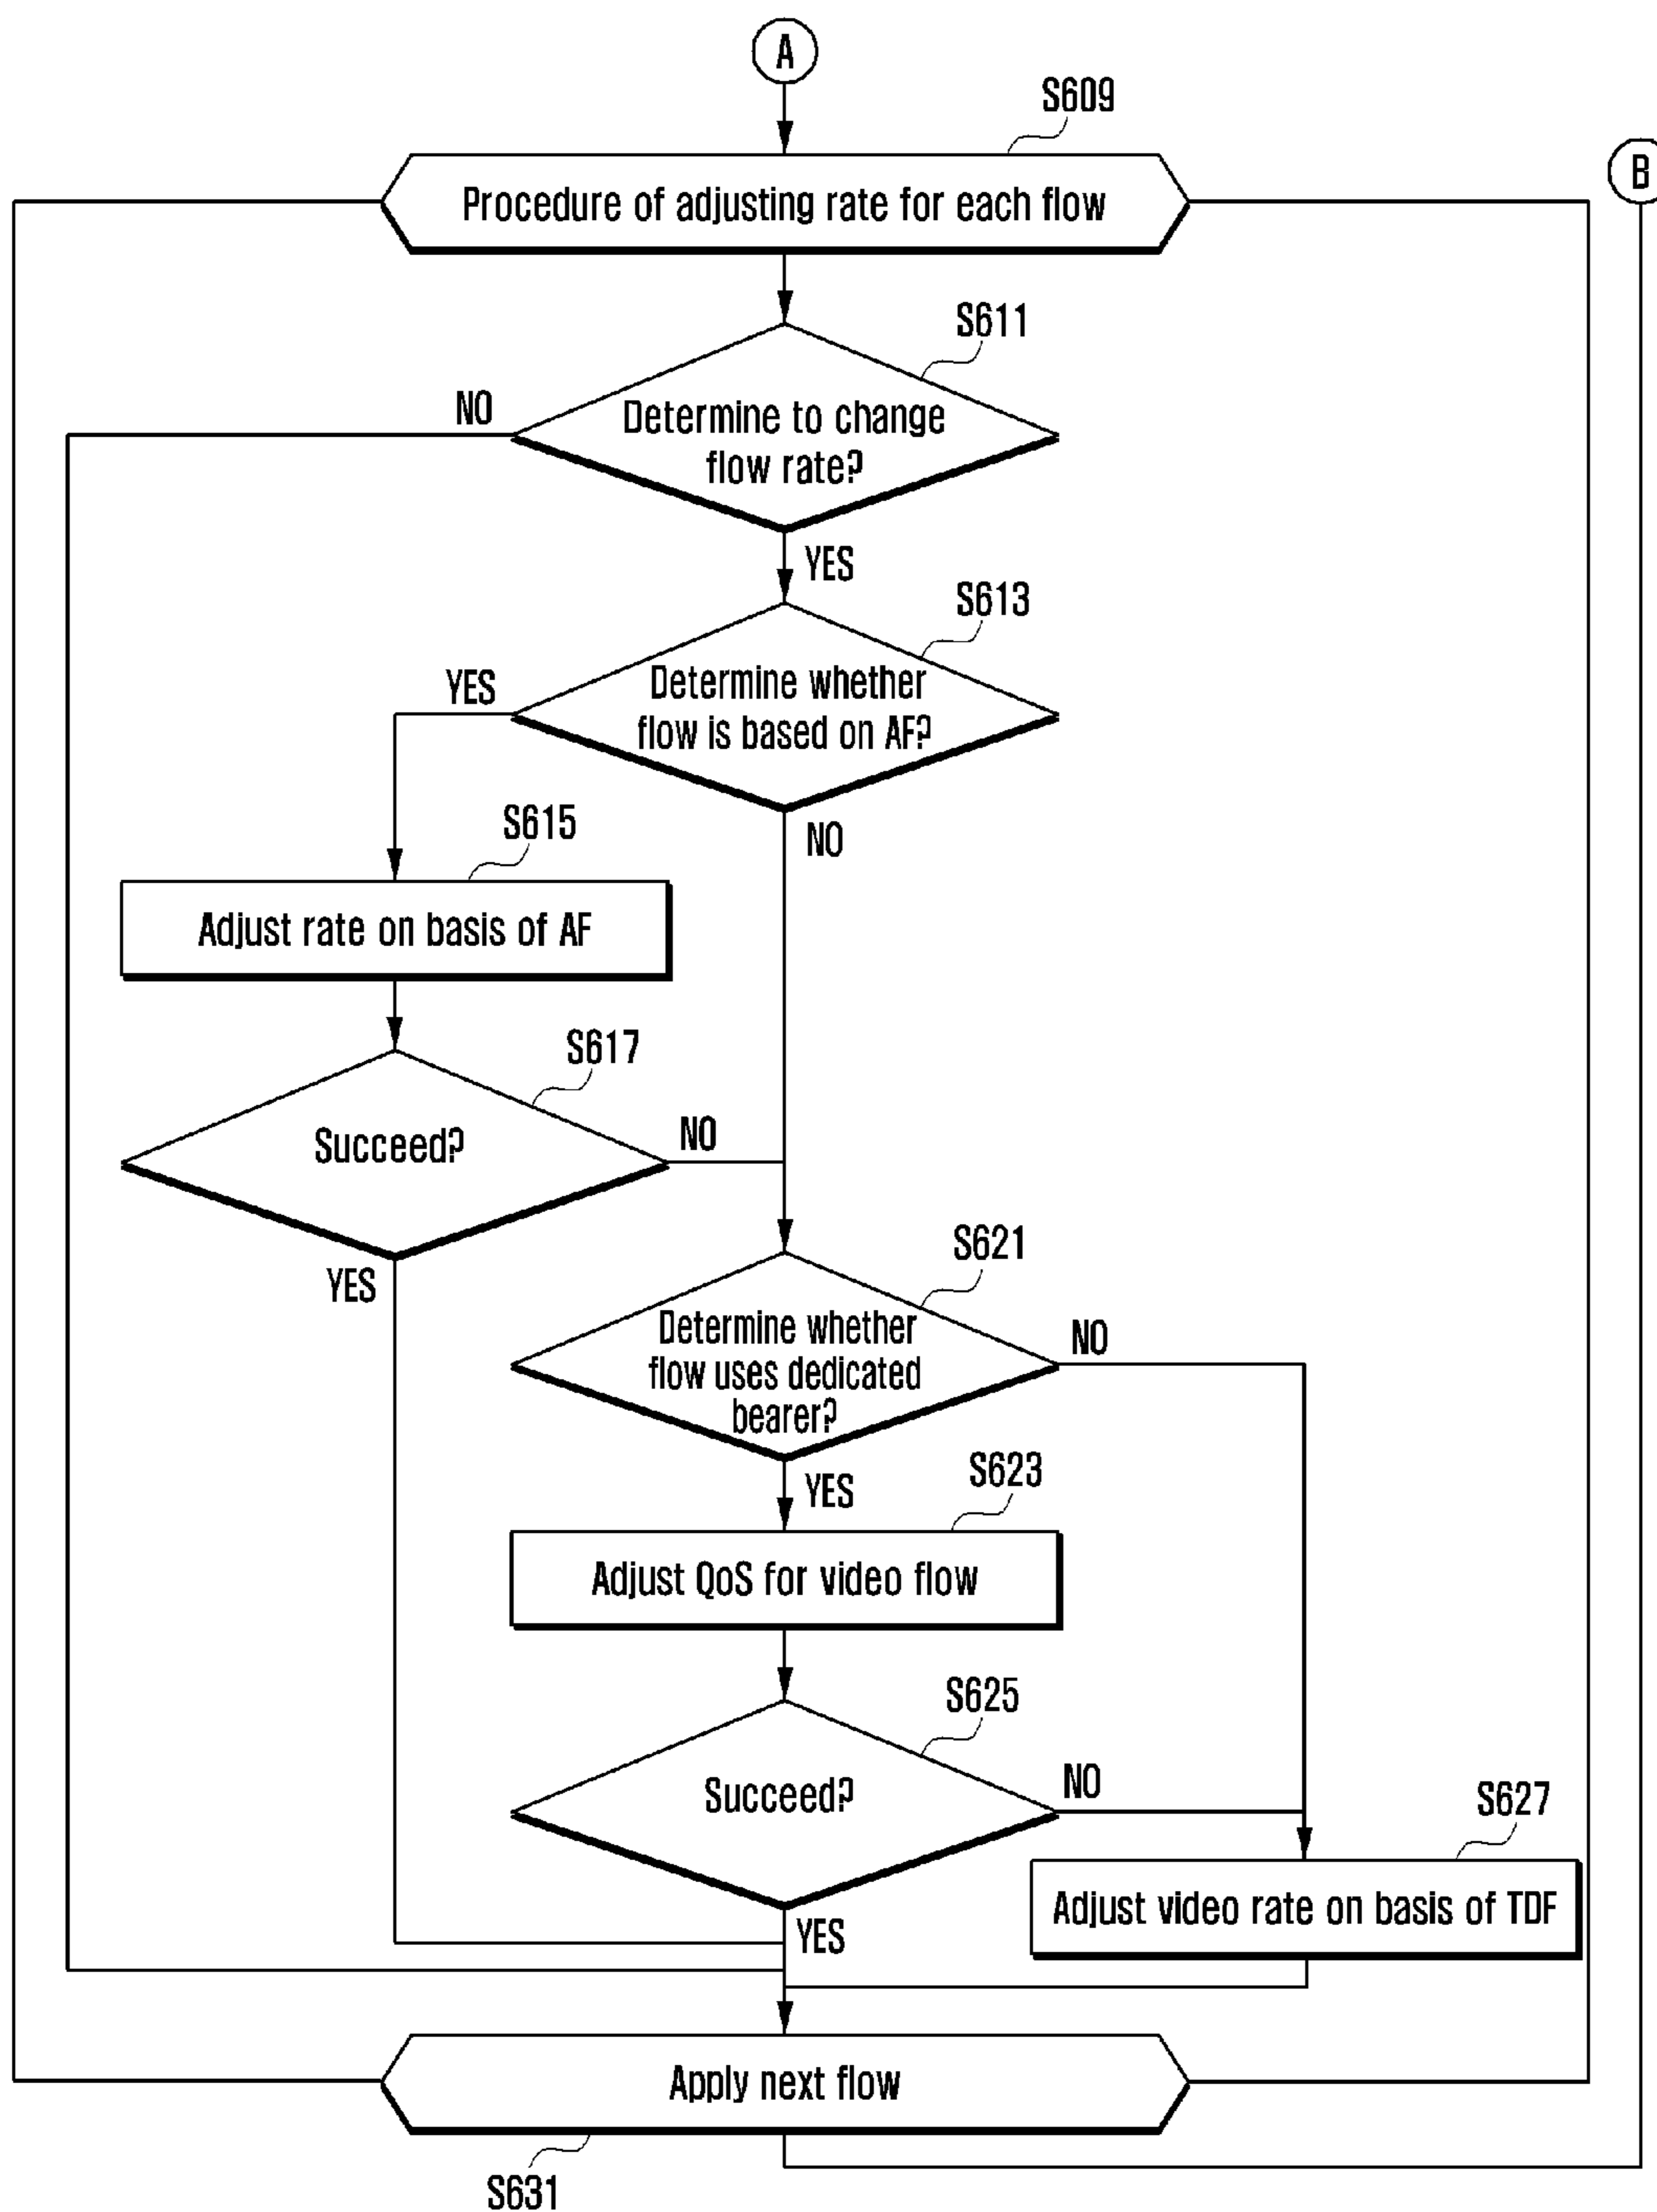 A
S609
B
Procedure of adjusting rate for each flow
S611
NO
Determine to change
flow rate?
YES
S613
YES
Determine whether
flow is based on AF?
NO
S615
Adjust rate on basis of AF
S617
Succeed?
NO
YES
S621
Determine whether
flow uses dedicated
bearer?
NO
YES
S623
Adjust QoS for video flow
S625
Succeed?
NO
YES
S627
Adjust video rate on basis of TDF
Apply next flow
S631